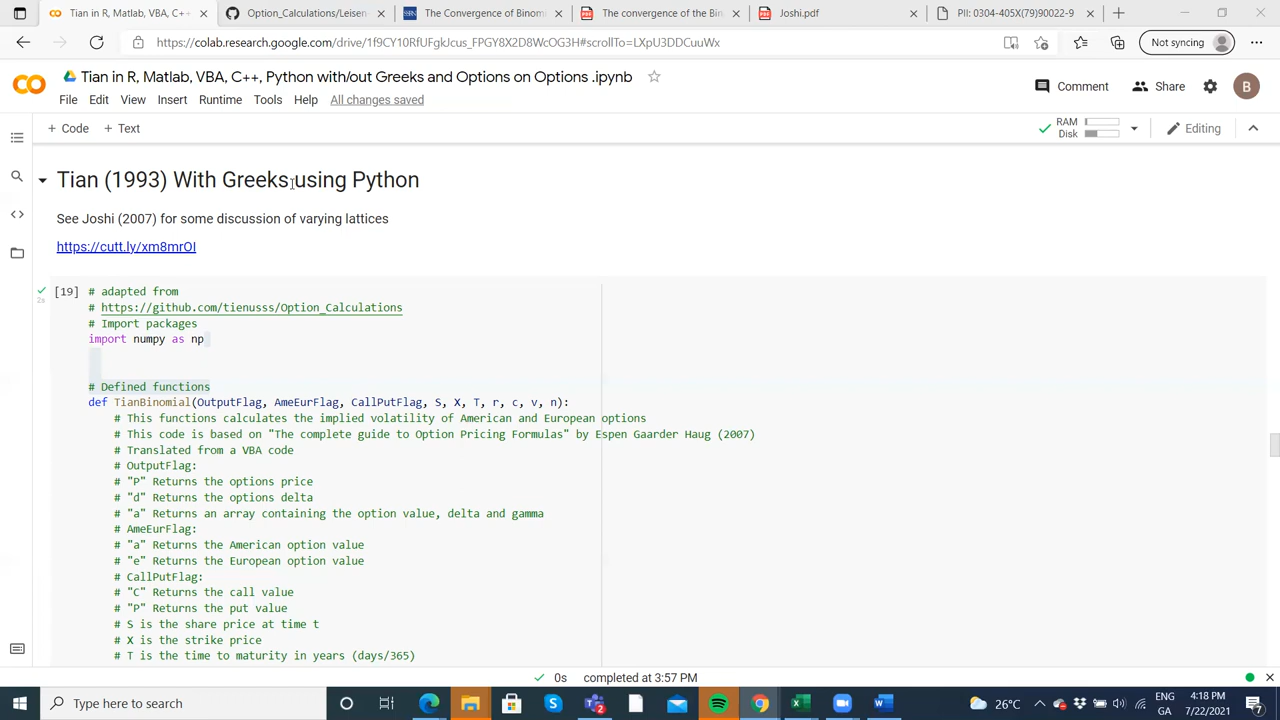 Tian in R, Matlab, VBA, C++
Option_Calculations/Leisen-
The Convergence of Binom
The convergence of the Bin
Joshi.pdf
PII: 0304-405X(79)90022-9
https://colab.research.google.com/drive/1f9CY10RfUFgkJcus_FPGY8X2D8WcOG3H#scrollTo=LXpU3DDCuuWx
Not syncing
CO
Tian in R, Matlab, VBA, C++, Python with/out Greeks and Options on Options .ipynb
Comment
Share
B
File Edit View Insert Runtime Tools Help All changes saved
+ Code + Text
RAM
Disk
Editing
Tian (1993) With Greeks using Python
See Joshi (2007) for some discussion of varying lattices
https://cutt.ly/xm8mrOI
2s
[19] # adapted from
# https://github.com/tienusss/Option_Calculations
# Import packages
import numpy as np
# Defined functions
def TianBinomial(OutputFlag, AmeEurFlag, CallPutFlag, S, X, T, r, c, v, n):
# This functions calculates the implied volatility of American and European options
# This code is based on "The complete guide to Option Pricing Formulas" by Espen Gaarder Haug (2007)
# Translated from a VBA code
# OutputFlag:
# "P" Returns the options price
# "d" Returns the options delta
# "a" Returns an array containing the option value, delta and gamma
# AmeEurFlag:
# "a" Returns the American option value
# "e" Returns the European option value
# CallPutFlag:
# "C" Returns the call value
# "P" Returns the put value
# S is the share price at time t
# X is the strike price
# T is the time to maturity in years (days/365)
0s completed at 3:57 PM
Type here to search
26°C
ENG
GA
4:18 PM
7/22/2021